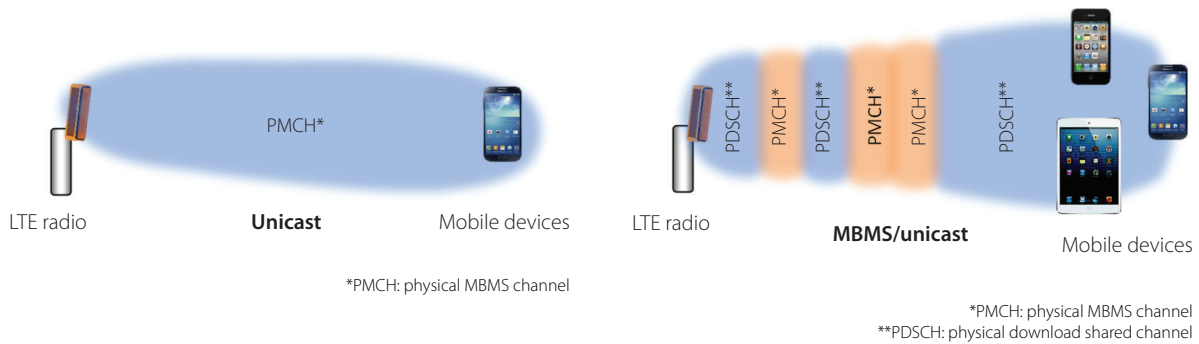 PMCH*
LTE radio
Unicast
Mobile devices
*PMCH: physical MBMS channel
PDSCH**
PMCH*
PDSCH**
PMCH*
PMCH*
PDSCH**
LTE radio
MBMS/unicast
Mobile devices
*PMCH: physical MBMS channel
**PDSCH: physical download shared channel